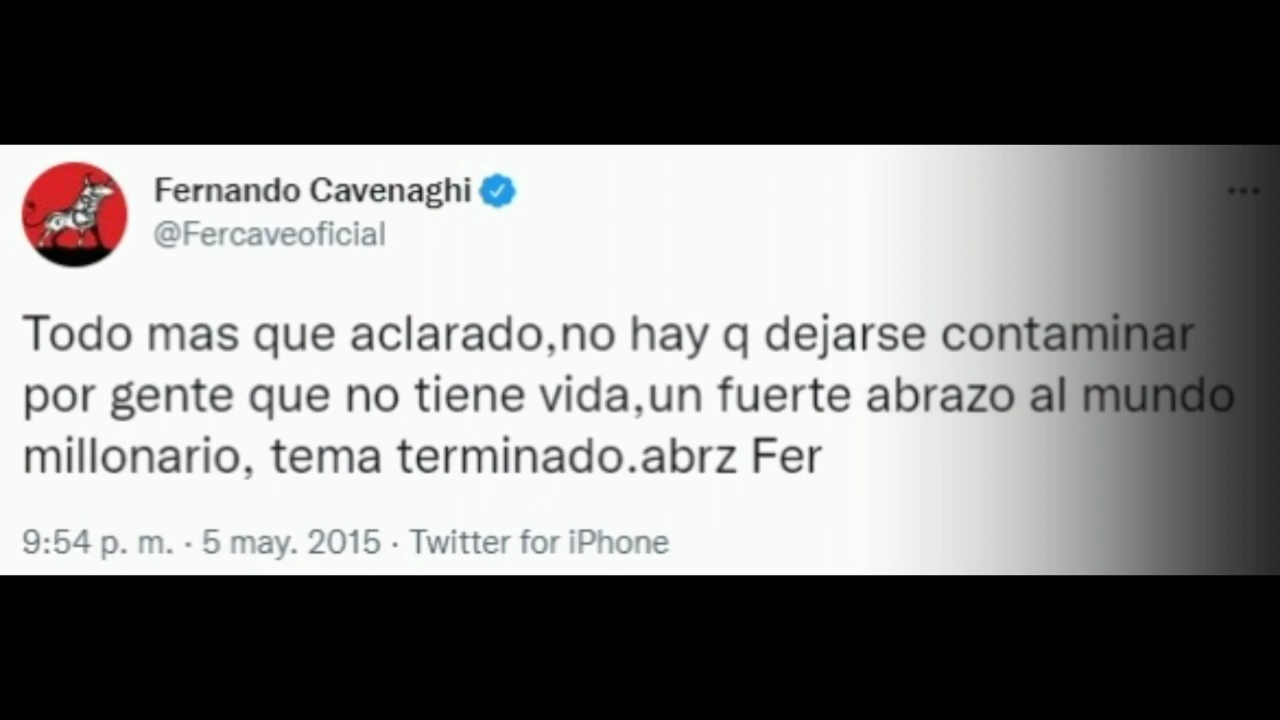 Fernando Cavenaghi
@Fercaveoficial
Todo mas que aclarado,no hay q dejarse contaminar
por gente que no tiene vida,un fuerte abrazo al mundo
millonario, tema terminado.abrz Fer
9:54 p. m. · 5 may. 2015 · Twitter for iPhone